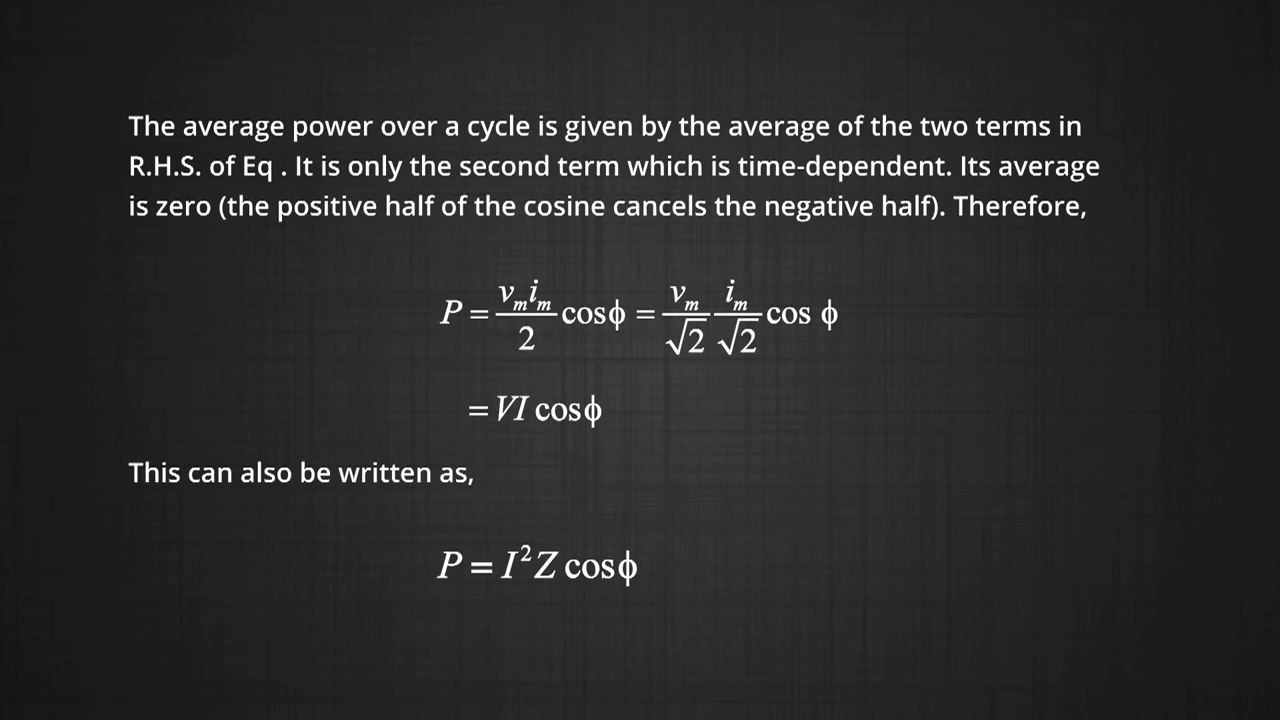 The average power over a cycle is given by the average of the two terms in
R.H.S. of Eq . It is only the second term which is time-dependent. Its average
is zero (the positive half of the cosine cancels the negative half). Therefore,
P = v_m i_m / 2 cosϕ = v_m / √2 i_m / √2 cos ϕ
= VI cosϕ
This can also be written as,
P = I² Z cosϕ